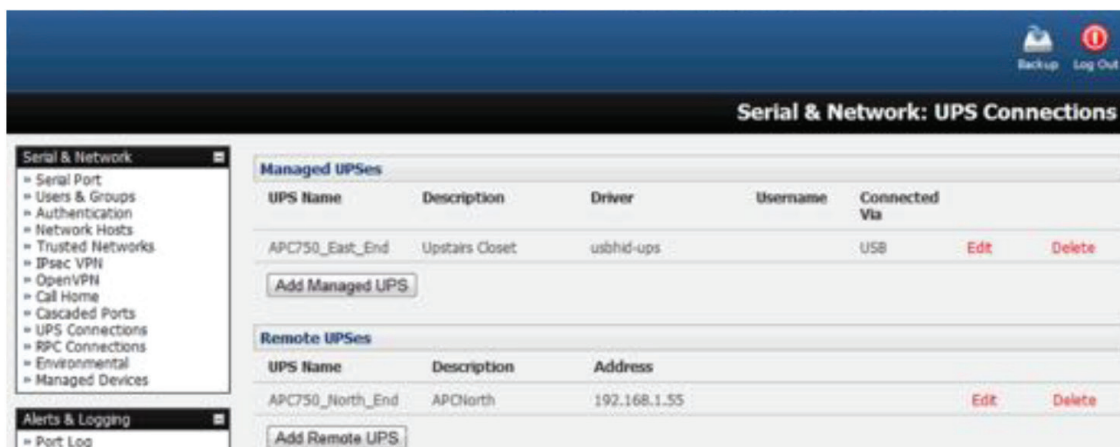 Backup Log Out
Serial & Network: UPS Connections
Serial & Network
» Serial Port
» Users & Groups
» Authentication
» Network Hosts
» Trusted Networks
» IPsec VPN
» OpenVPN
» Call Home
» Cascaded Ports
» UPS Connections
» RPC Connections
» Environmental
» Managed Devices
Alerts & Logging
» Port Log
Managed UPSes
UPS Name Description Driver Username Connected Via
APC750_East_End Upstairs Closet usbhid-ups USB Edit Delete
Add Managed UPS
Remote UPSes
UPS Name Description Address
APC750_North_End APCNorth 192.168.1.55 Edit Delete
Add Remote UPS